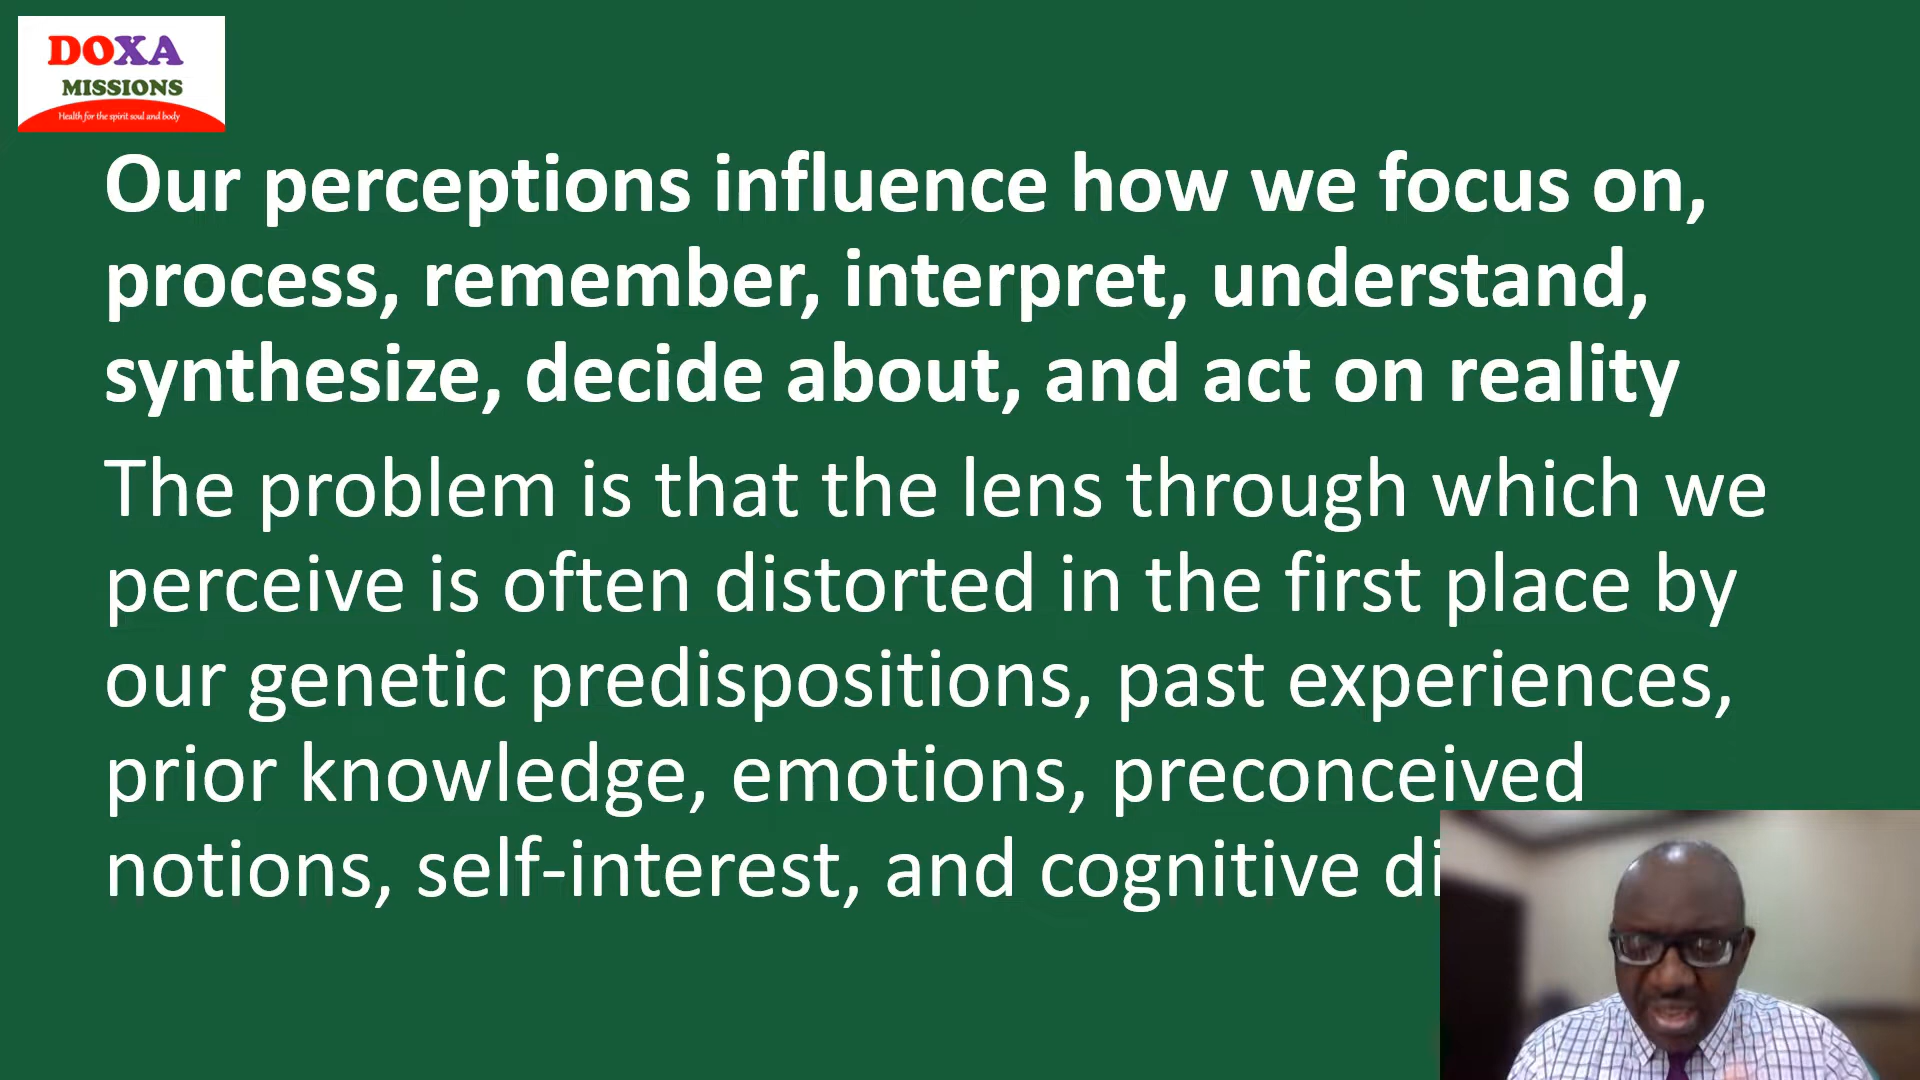 DOXA
MISSIONS
Health for the spirit soul and body
Our perceptions influence how we focus on,
process, remember, interpret, understand,
synthesize, decide about, and act on reality
The problem is that the lens through which we
perceive is often distorted in the first place by
our genetic predispositions, past experiences,
prior knowledge, emotions, preconceived
notions, self-interest, and cognitive